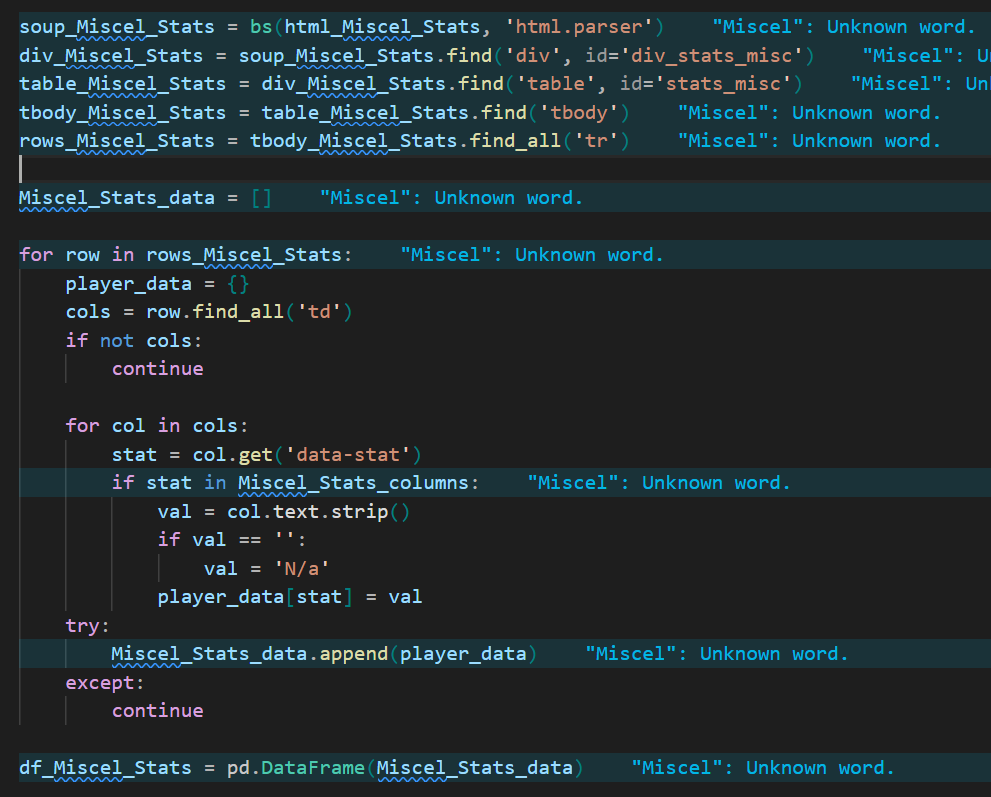 soup_Miscel_Stats = bs(html_Miscel_Stats, 'html.parser')    "Miscel": Unknown word.
div_Miscel_Stats = soup_Miscel_Stats.find('div', id='div_stats_misc')    "Miscel": U
table_Miscel_Stats = div_Miscel_Stats.find('table', id='stats_misc')    "Miscel": Un
tbody_Miscel_Stats = table_Miscel_Stats.find('tbody')    "Miscel": Unknown word.
rows_Miscel_Stats = tbody_Miscel_Stats.find_all('tr')    "Miscel": Unknown word.
Miscel_Stats_data = []    "Miscel": Unknown word.
for row in rows_Miscel_Stats:    "Miscel": Unknown word.
    player_data = {}
    cols = row.find_all('td')
    if not cols:
        continue
    for col in cols:
        stat = col.get('data-stat')
        if stat in Miscel_Stats_columns:    "Miscel": Unknown word.
            val = col.text.strip()
            if val == '':
                val = 'N/a'
            player_data[stat] = val
    try:
        Miscel_Stats_data.append(player_data)    "Miscel": Unknown word.
    except:
        continue
df_Miscel_Stats = pd.DataFrame(Miscel_Stats_data)    "Miscel": Unknown word.